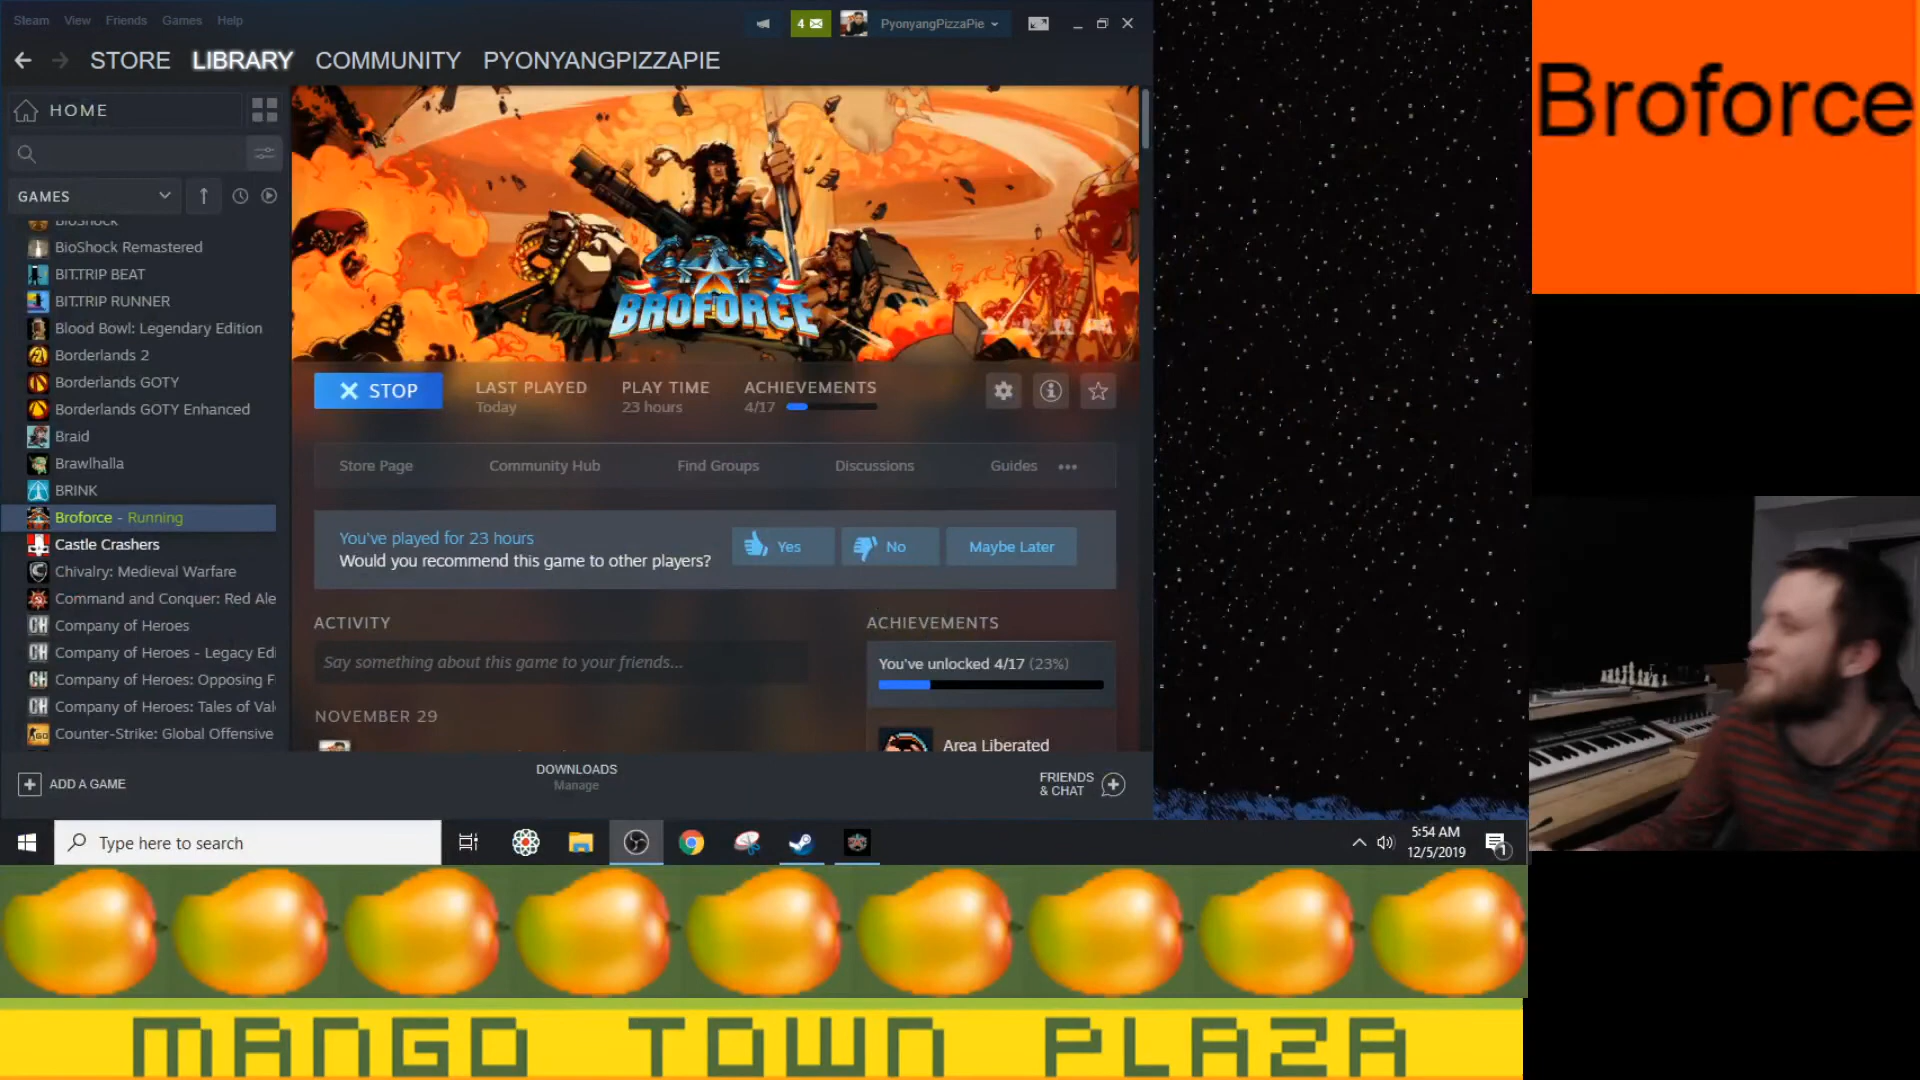 Steam View Friends Games Help
4 PyonyangPizzaPie
STORE LIBRARY COMMUNITY PYONYANGPIZZAPIE
HOME
GAMES
BioShock
BioShock Remastered
BIT.TRIP BEAT
BIT.TRIP RUNNER
Blood Bowl: Legendary Edition
Borderlands 2
Borderlands GOTY
Borderlands GOTY Enhanced
Braid
Brawlhalla
BRINK
Broforce - Running
Castle Crashers
Chivalry: Medieval Warfare
Command and Conquer: Red Ale
Company of Heroes
Company of Heroes - Legacy Edi
Company of Heroes: Opposing F
Company of Heroes: Tales of Val
Counter-Strike: Global Offensive
ADD A GAME
BROFORCE
STOP
LAST PLAYED
Today
PLAY TIME
23 hours
ACHIEVEMENTS
4/17
Store Page Community Hub Find Groups Discussions Guides
You've played for 23 hours
Would you recommend this game to other players?
Yes No Maybe Later
ACTIVITY
Say something about this game to your friends...
NOVEMBER 29
ACHIEVEMENTS
You've unlocked 4/17 (23%)
Area Liberated
DOWNLOADS
Manage
FRIENDS
& CHAT
Type here to search
5:54 AM
12/5/2019
1
Broforce
MANGO TOWN PLAZA